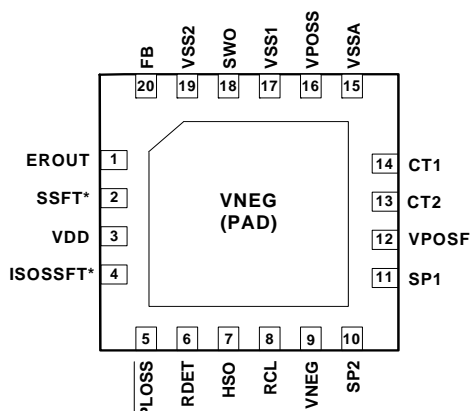 FB
VSS2
SWO
VSS1
VPOSS
VSSA
20
19
18
17
16
15
EROUT 1
SSFT* 2
VDD 3
ISOSSFT* 4
VNEG
(PAD)
14 CT1
13 CT2
12 VPOSF
11 SP1
5
6
7
8
9
10
PLOSS
RDET
HSO
RCL
VNEG
SP2